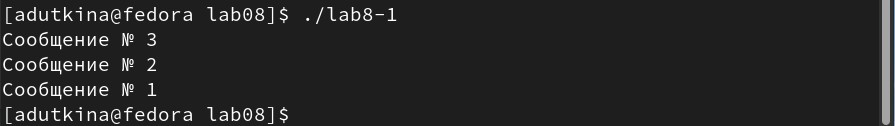 [adutkina@fedora lab08]$ ./lab8-1
Сообщение № 3
Сообщение № 2
Сообщение № 1
[adutkina@fedora lab08]$